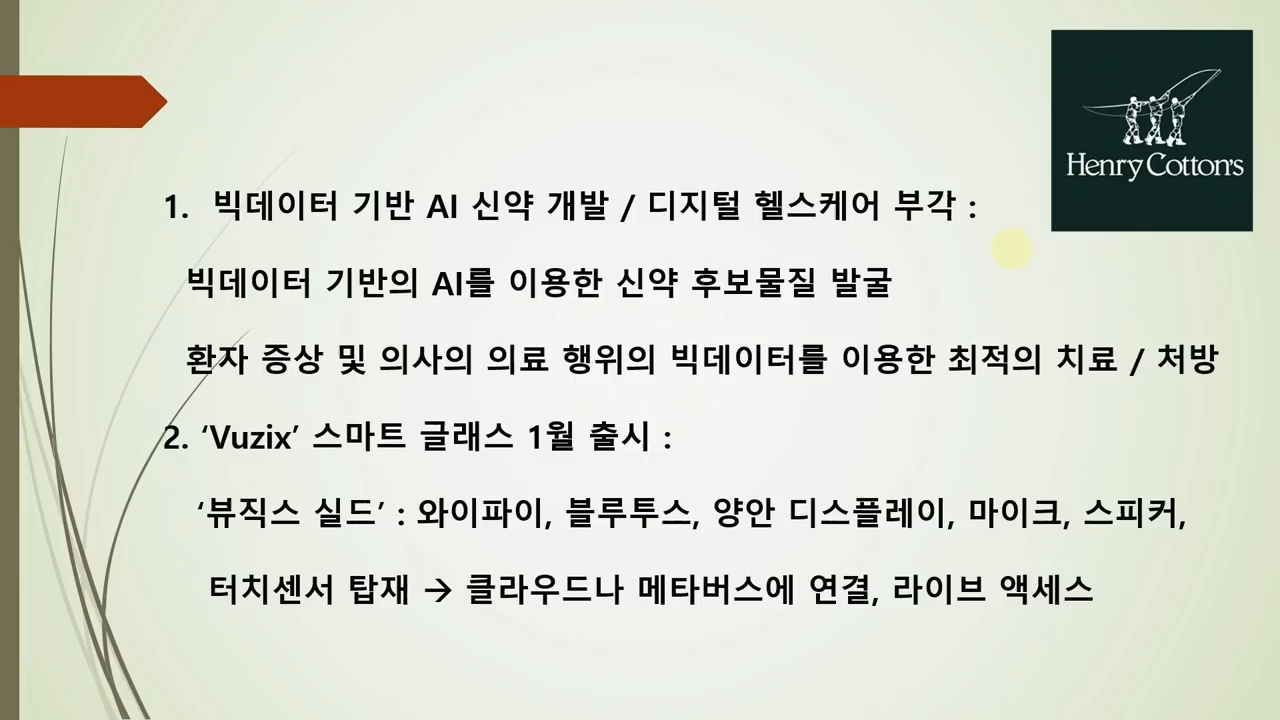 Henry Cotton's
1. 빅데이터 기반 AI 신약 개발 / 디지털 헬스케어 부각 :
빅데이터 기반의 AI를 이용한 신약 후보물질 발굴
환자 증상 및 의사의 의료 행위의 빅데이터를 이용한 최적의 치료 / 처방
2. ‘Vuzix’ 스마트 글래스 1월 출시 :
‘뷰직스 실드’ : 와이파이, 블루투스, 양안 디스플레이, 마이크, 스피커,
터치센서 탑재 → 클라우드나 메타버스에 연결, 라이브 액세스